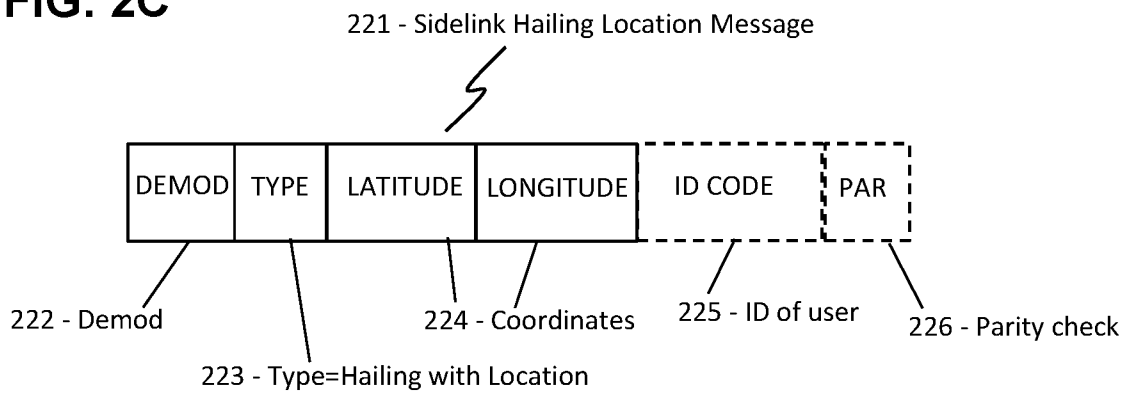 FIG. 2C
221 - Sidelink Hailing Location Message
DEMOD TYPE LATITUDE LONGITUDE ID CODE PAR
222 - Demod
224 - Coordinates
225 - ID of user
226 - Parity check
223 - Type=Hailing with Location